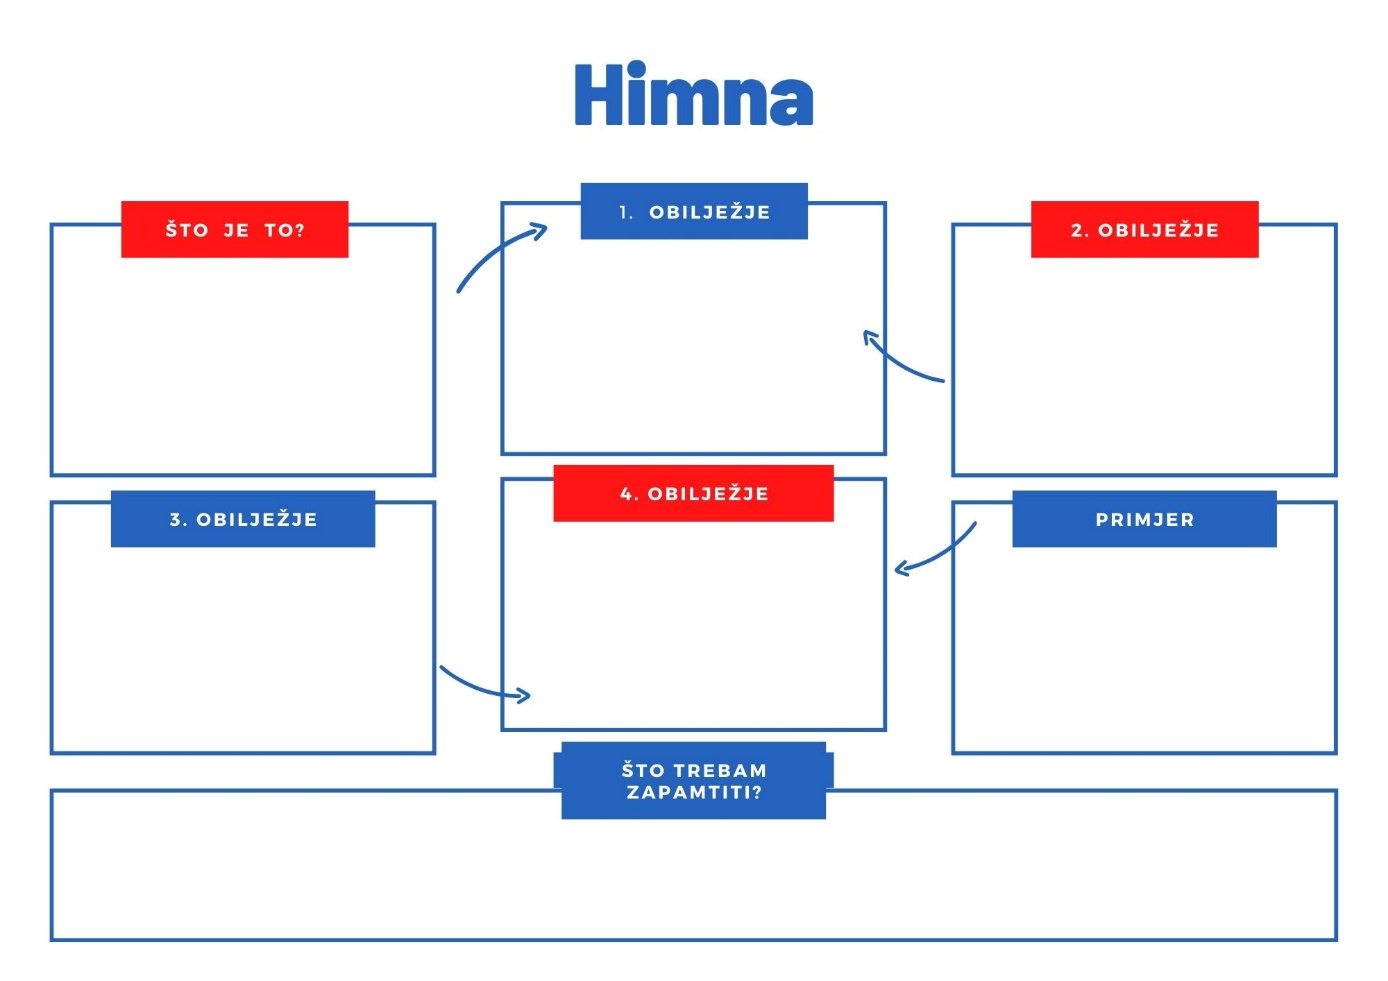 Himna
ŠTO JE TO?
1. OBILJEŽJE
2. OBILJEŽJE
3. OBILJEŽJE
4. OBILJEŽJE
PRIMJER
ŠTO TREBAM
ZAPAMTITI?